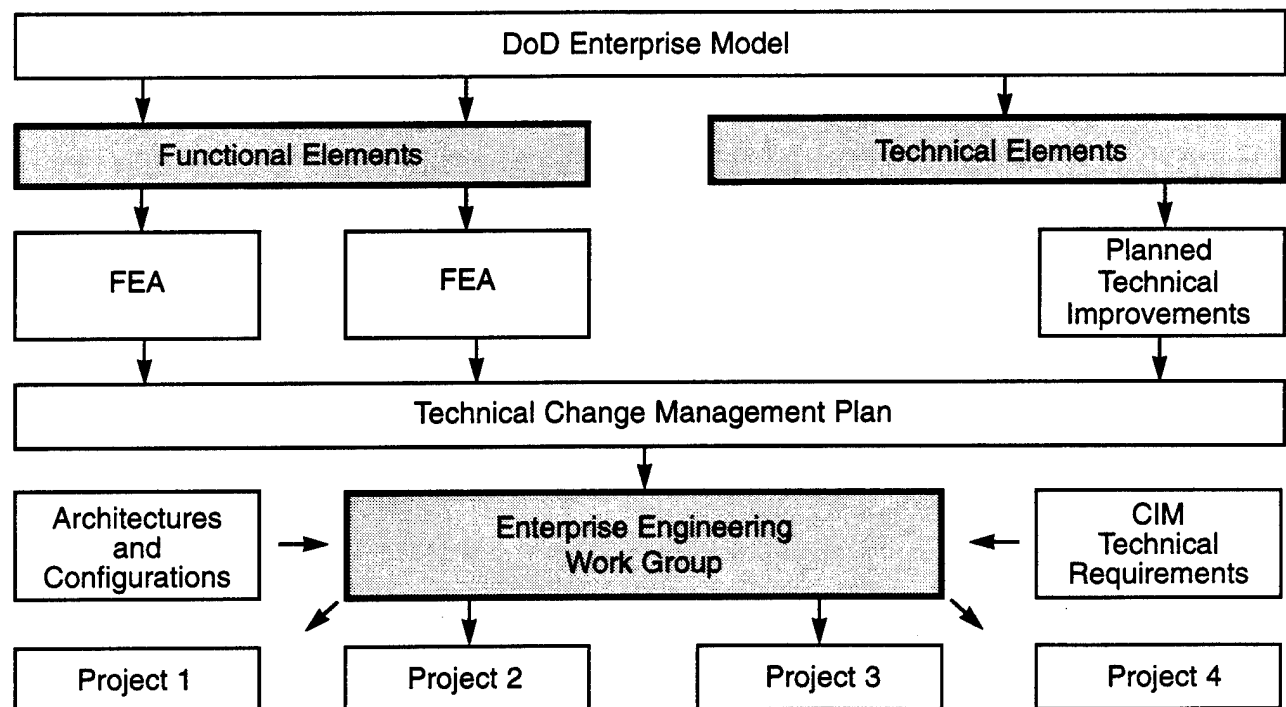 DoD Enterprise Model
Functional Elements
Technical Elements
FEA
FEA
Planned
Technical
Improvements
Technical Change Management Plan
Architectures
and
Configurations
Enterprise Engineering
Work Group
CIM
Technical
Requirements
Project 1
Project 2
Project 3
Project 4